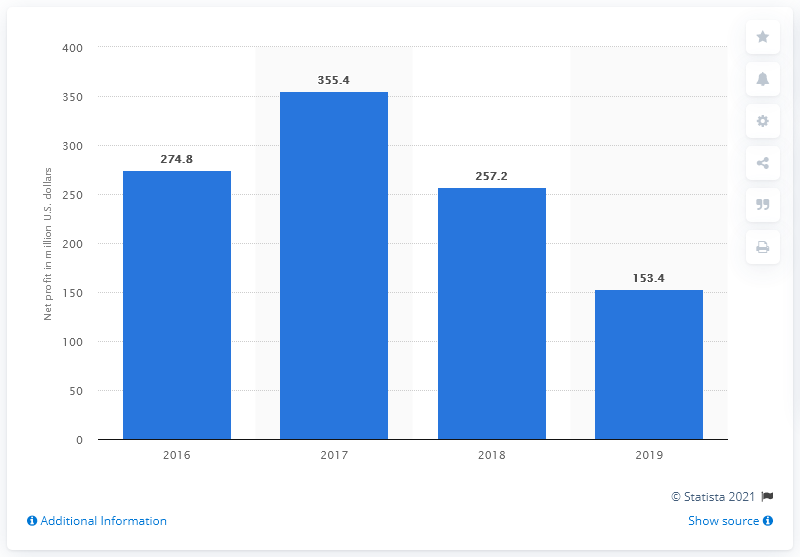 400
350
300
250
200
150
100
50
0
Net profit in million U.S. dollars
274.8
355.4
257.2
153.4
2016 2017 2018 2019
© Statista 2021
Additional Information
Show source